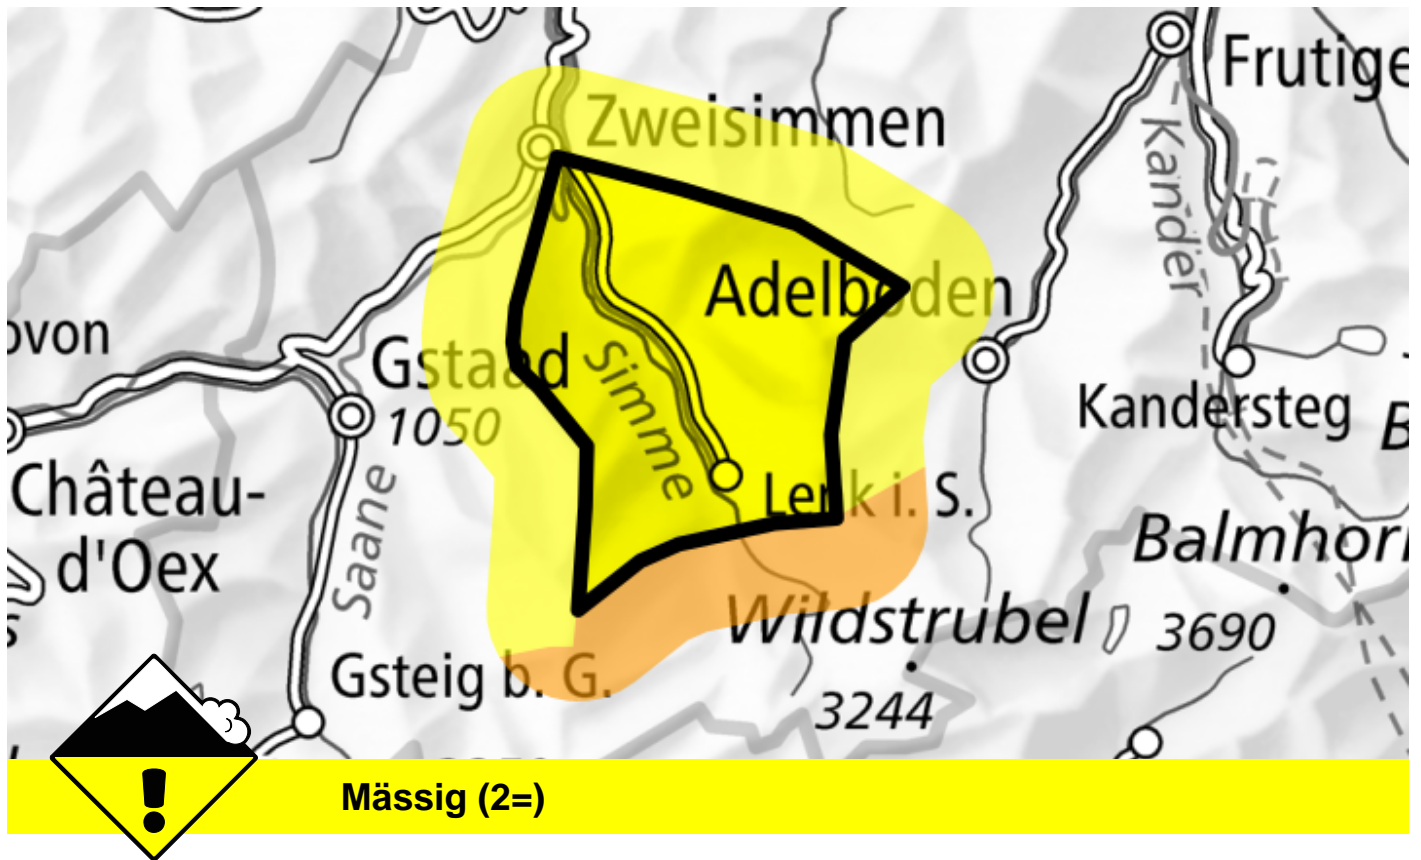 Frutige
Zweisimmen
Kander
Adelboden
ovon
Gstaad
1050
Simme
Kandersteg
Château-
d'Oex
Saane
Lenk i. S.
Balmhor
Wildstrubel
3690
Gsteig b. G.
3244
Mässig (2=)